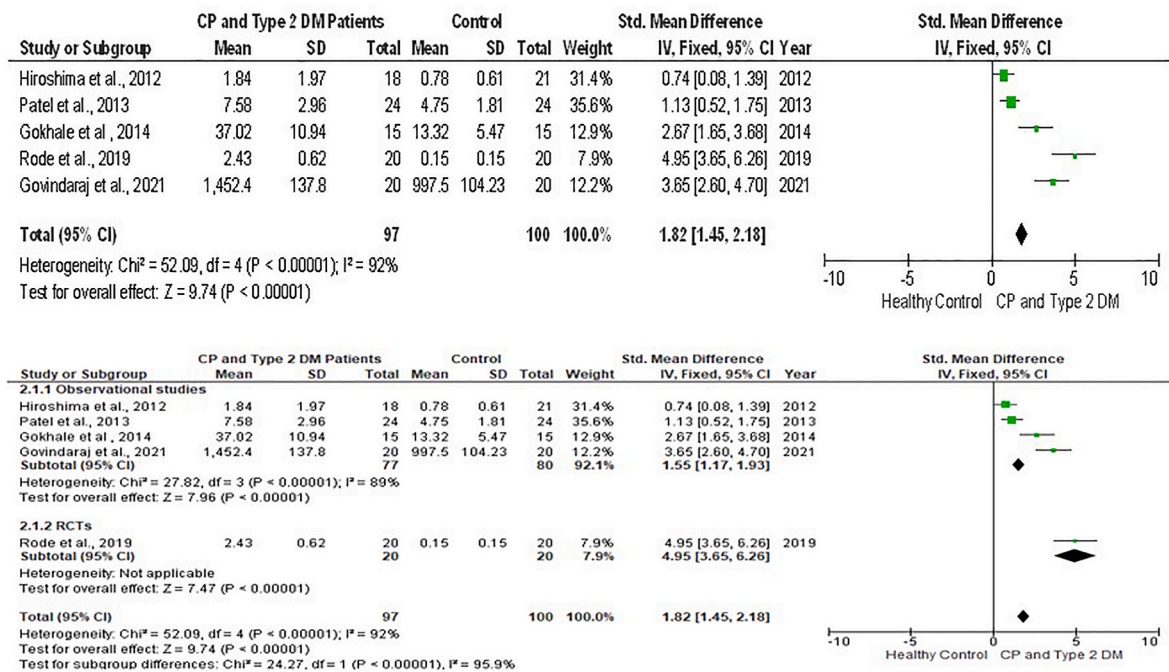 CP and Type 2 DM Patients Control Std. Mean Difference Std. Mean Difference
Study or Subgroup Mean SD Total Mean SD Total Weight IV, Fixed, 95% CI Year IV, Fixed, 95% CI
Hiroshima et al., 2012 1.84 1.97 18 0.78 0.61 21 31.4% 0.74 [0.08, 1.39] 2012
Patel et al., 2013 7.58 2.96 24 4.75 1.81 24 35.6% 1.13 [0.52, 1.75] 2013
Gokhale et al , 2014 37.02 10.94 15 13.32 5.47 15 12.9% 2.67 [1.65, 3.68] 2014
Rode et al., 2019 2.43 0.62 20 0.15 0.15 20 7.9% 4.95 [3.65, 6.26] 2019
Govindaraj et al., 2021 1,452.4 137.8 20 997.5 104.23 20 12.2% 3.65 [2.60, 4.70] 2021
Total (95% CI) 97 100 100.0% 1.82 [1.45, 2.18]
Heterogeneity: Chi² = 52.09, df = 4 (P < 0.00001); I² = 92%
Test for overall effect: Z = 9.74 (P < 0.00001)
-10 -5 0 5 10
Healthy Control CP and Type 2 DM
CP and Type 2 DM Patients Control Std. Mean Difference Std. Mean Difference
Study or Subgroup Mean SD Total Mean SD Total Weight IV, Fixed, 95% CI Year IV, Fixed, 95% CI
2.1.1 Observational studies
Hiroshima et al., 2012 1.84 1.97 18 0.78 0.61 21 31.4% 0.74 [0.08, 1.39] 2012
Patel et al., 2013 7.58 2.96 24 4.75 1.81 24 35.6% 1.13 [0.52, 1.75] 2013
Gokhale et al., 2014 37.02 10.94 15 13.32 5.47 15 12.9% 2.67 [1.65, 3.68] 2014
Govindaraj et al., 2021 1,452.4 137.8 20 997.5 104.23 20 12.2% 3.65 [2.60, 4.70] 2021
Subtotal (95% CI) 77 80 92.1% 1.55 [1.17, 1.93]
Heterogeneity: Chi² = 27.82, df = 3 (P < 0.00001); I² = 89%
Test for overall effect: Z = 7.96 (P < 0.00001)
2.1.2 RCTs
Rode et al., 2019 2.43 0.62 20 0.15 0.15 20 7.9% 4.95 [3.65, 6.26] 2019
Subtotal (95% CI) 20 20 7.9% 4.95 [3.65, 6.26]
Heterogeneity: Not applicable
Test for overall effect: Z = 7.47 (P < 0.00001)
Total (95% CI) 97 100 100.0% 1.82 [1.45, 2.18]
Heterogeneity: Chi² = 52.09, df = 4 (P < 0.00001); I² = 92%
Test for overall effect: Z = 9.74 (P < 0.00001)
Test for subgroup differences: Chi² = 24.27, df = 1 (P < 0.00001), I² = 95.9%
-10 -5 0 5 10
Healthy Control CP and Type 2 DM